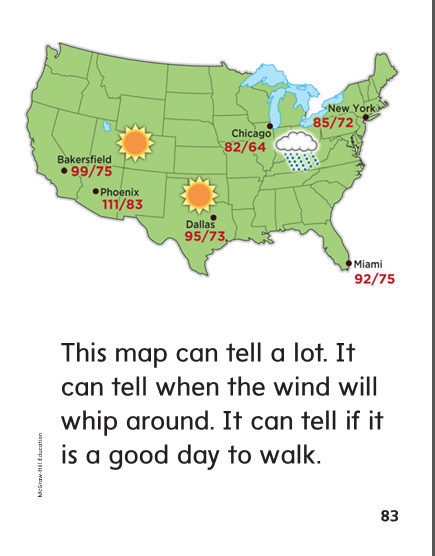 New York
85/72
Chicago
82/64
Bakersfield
99/75
Phoenix
111/83
Dallas
95/73
Miami
92/75
This map can tell a lot. It
can tell when the wind will
whip around. It can tell if it
is a good day to walk.
McGraw-Hill Education
83